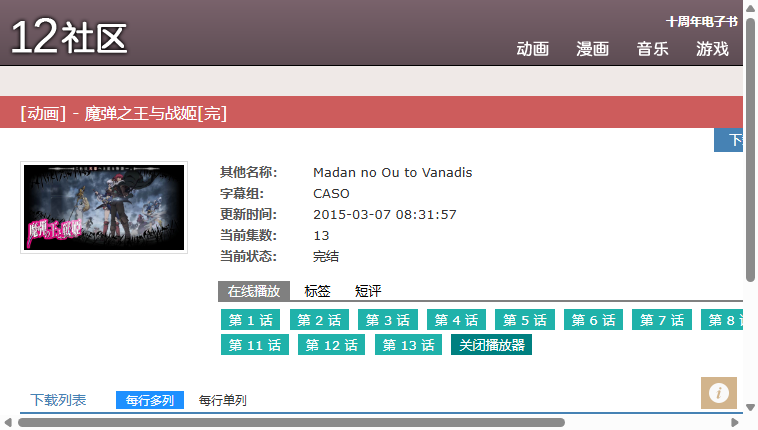 十周年电子书
12社区
动画 漫画 音乐 游戏
[动画] - 魔弹之王与战姬[完]
其他名称: Madan no Ou to Vanadis
字幕组: CASO
更新时间: 2015-03-07 08:31:57
当前集数: 13
当前状态: 完结
在线播放 标签 短评
第 1 话 第 2 话 第 3 话 第 4 话 第 5 话 第 6 话 第 7 话 第 8
第 11 话 第 12 话 第 13 话 关闭播放器
下载列表 每行多列 每行单列